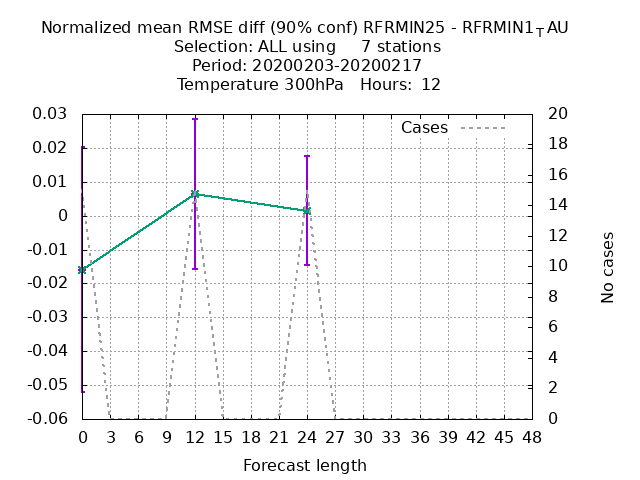 Normalized mean RMSE diff (90% conf) RFRMIN25 - RFRMIN1TAU
Selection: ALL using 7 stations
Period: 20200203-20200217
Temperature 300hPa Hours: 12
Cases
0.03
0.02
0.01
0
-0.01
-0.02
-0.03
-0.04
-0.05
-0.06
20
18
16
14
12
10
8
6
4
2
0
No cases
0 3 6 9 12 15 18 21 24 27 30 33 36 39 42 45 48
Forecast length